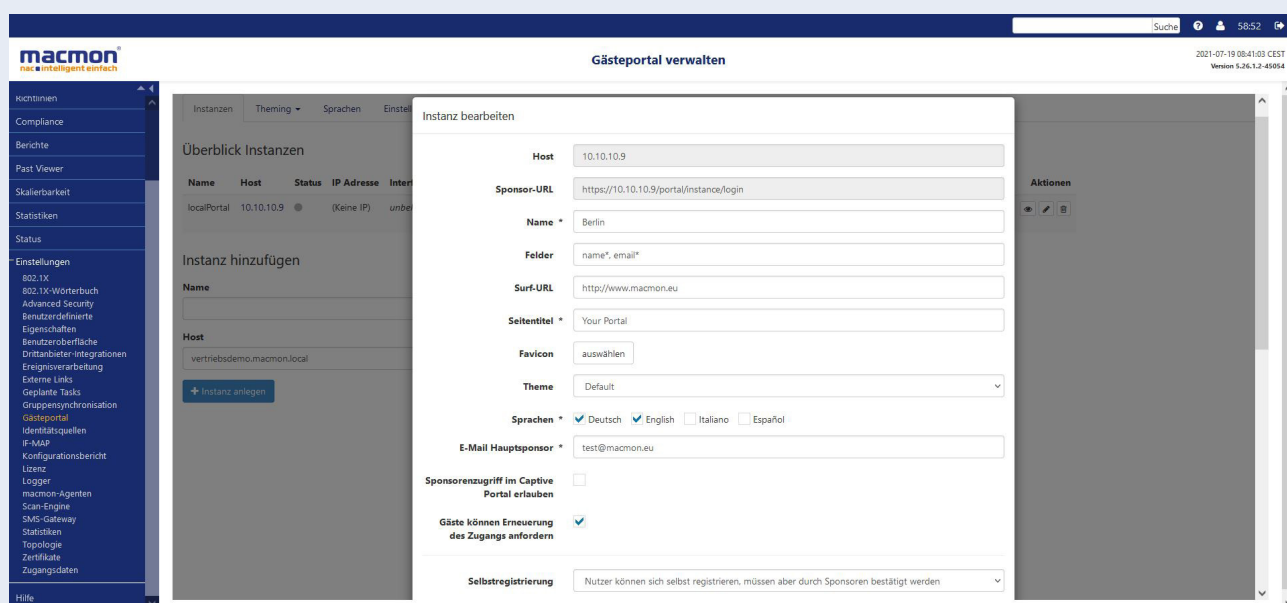 Suche
58:52
macmon
nac intelligent einfach
Gästeportal verwalten
2021-07-19 08:41:03 CEST
Version 5.26.1.2-45054
Richtlinien
Compliance
Berichte
Past Viewer
Skalierbarkeit
Statistiken
Status
Einstellungen
802.1X
802.1X-Wörterbuch
Advanced Security
Benutzerdefinierte
Eigenschaften
Benutzeroberfläche
Drittanbieter-Integrationen
Ereignisverarbeitung
Externe Links
Geplante Tasks
Gruppensynchronisation
Gästeportal
Identitätsquellen
IF-MAP
Konfigurationsbericht
Lizenz
Logger
macmon-Agenten
Scan-Engine
SMS-Gateway
Statistiken
Topologie
Zertifikate
Zugangsdaten
Hilfe
Instanzen Theming Sprachen Einstell
Überblick Instanzen
Name Host Status IP Adresse Interf Aktionen
localPortal 10.10.10.9 (Keine IP) unbe
Instanz hinzufügen
Name
Host
vertriebsdemo.macmon.local
+ Instanz anlegen
Instanz bearbeiten
Host 10.10.10.9
Sponsor-URL https://10.10.10.9/portal/instance/login
Name * Berlin
Felder name*, email*
Surf-URL http://www.macmon.eu
Seitentitel * Your Portal
Favicon auswählen
Theme Default
Sprachen * Deutsch English Italiano Español
E-Mail Hauptsponsor * test@macmon.eu
Sponsorenzugriff im Captive
Portal erlauben
Gäste können Erneuerung
des Zugangs anfordern
Selbstregistrierung Nutzer können sich selbst registrieren, müssen aber durch Sponsoren bestätigt werden